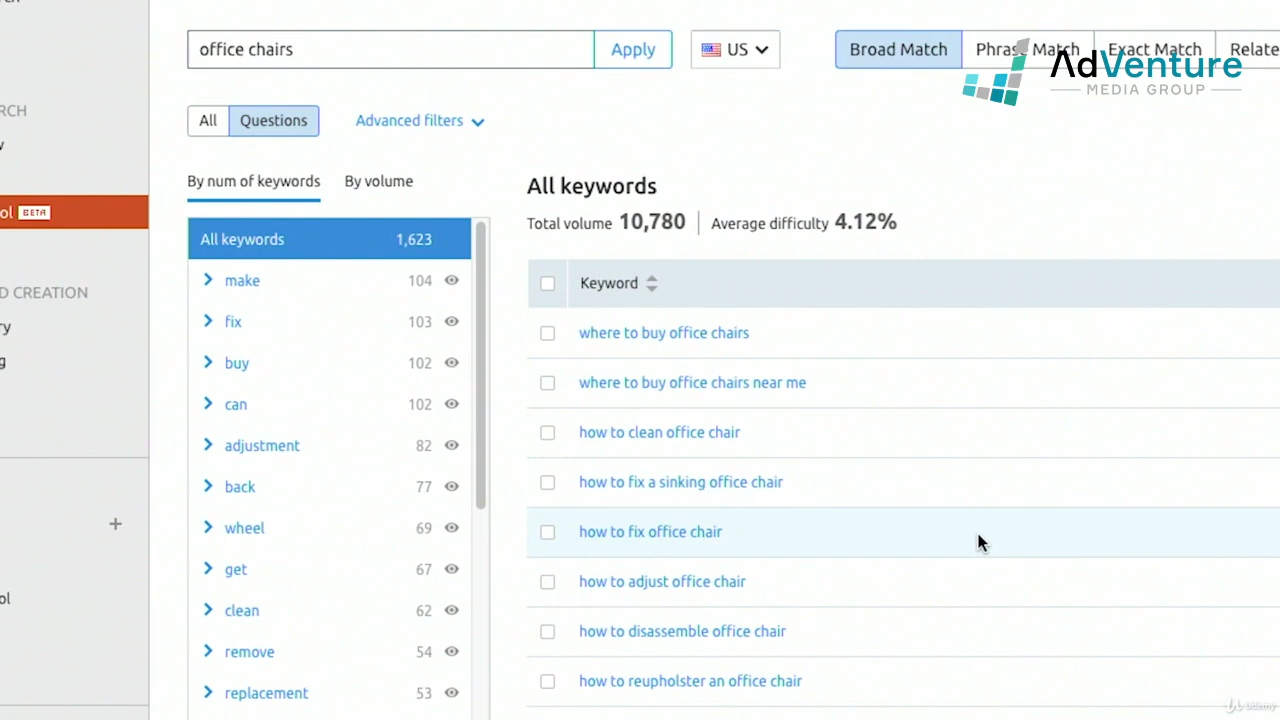 office chairs
Apply
US
Broad Match
Phrase Match
Exact Match
Relate
AdVenture
MEDIA GROUP
RCH
All
Questions
Advanced filters
By num of keywords
By volume
ol BETA
All keywords
Total volume 10,780
Average difficulty 4.12%
All keywords 1,623
make 104
fix 103
buy 102
can 102
adjustment 82
back 77
wheel 69
get 67
clean 62
remove 54
replacement 53
D CREATION
ry
g
ol
Keyword
where to buy office chairs
where to buy office chairs near me
how to clean office chair
how to fix a sinking office chair
how to fix office chair
how to adjust office chair
how to disassemble office chair
how to reupholster an office chair
Udemy